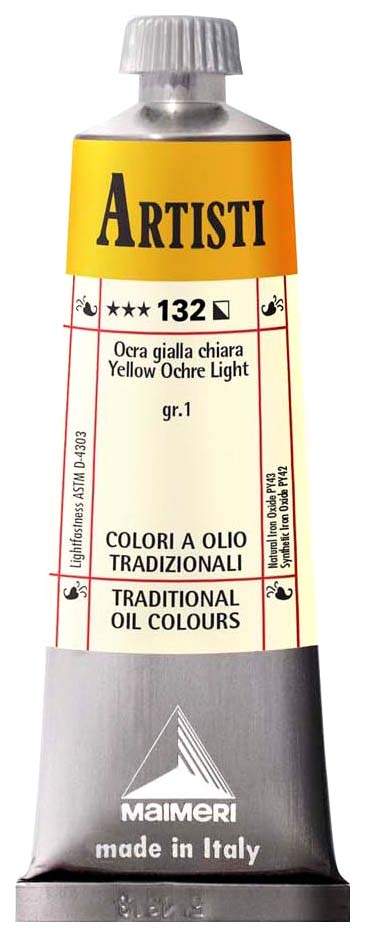 ARTISTI
★★★ 132
Ocra gialla chiara
Yellow Ochre Light
gr.1
Lightfastness ASTM D-4303
Natural Iron Oxide PY43
Synthetic Iron Oxide PY42
COLORI A OLIO
TRADIZIONALI
TRADITIONAL
OIL COLOURS
MAIMERI
made in Italy